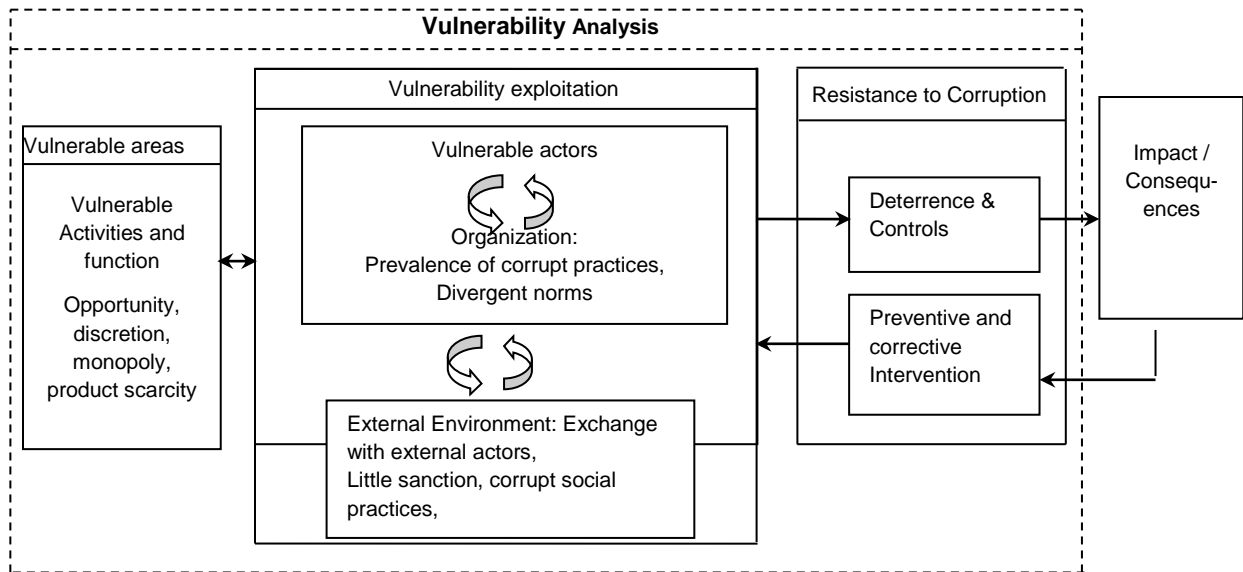 Vulnerability Analysis
Vulnerable areas
Vulnerable
Activities and
function
Opportunity,
discretion,
monopoly,
product scarcity
Vulnerability exploitation
Vulnerable actors
Organization:
Prevalence of corrupt practices,
Divergent norms
External Environment: Exchange
with external actors,
Little sanction, corrupt social
practices,
Resistance to Corruption
Deterrence &
Controls
Preventive and
corrective
Intervention
Impact /
Consequ-
ences